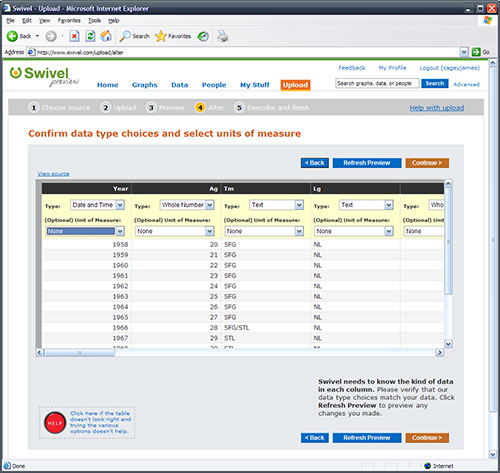 Swivel - Upload - Microsoft Internet Explorer
File Edit View Favorites Tools Help
Back Search Favorites
Address http://www.swivel.com/upload/alter Go
Swivel preview
Feedback My Profile Logout (cageyjames)
Home Graphs Data People My Stuff Upload
Search graphs, data, or people Search Advanced
1 Choose source 2 Upload 3 Preview 4 Alter 5 Describe and finish Help with upload
Confirm data type choices and select units of measure
< Back Refresh Preview Continue >
View source
Year Ag Tm Lg
Type: Date and Time Type: Whole Number Type: Text Type: Text Type: Who
(Optional) Unit of Measure: (Optional) Unit of Measure: (Optional) Unit of Measure: (Optional) Unit of Measure: (Optional) Unit
None None None None None
1958 20 SFG NL
1959 21 SFG NL
1960 22 SFG NL
1961 23 SFG NL
1962 24 SFG NL
1963 25 SFG NL
1964 26 SFG NL
1965 27 SFG NL
1966 28 SFG/STL NL
1967 29 STL NL
1968 30 STL NL
Swivel needs to know the kind of data
in each column. Please verify that our
data type choices match your data. Click
Refresh Preview to preview any
changes you made.
HELP
Click here if the table
doesn't look right and
trying the various
options doesn't help.
< Back Refresh Preview Continue >
Done Internet